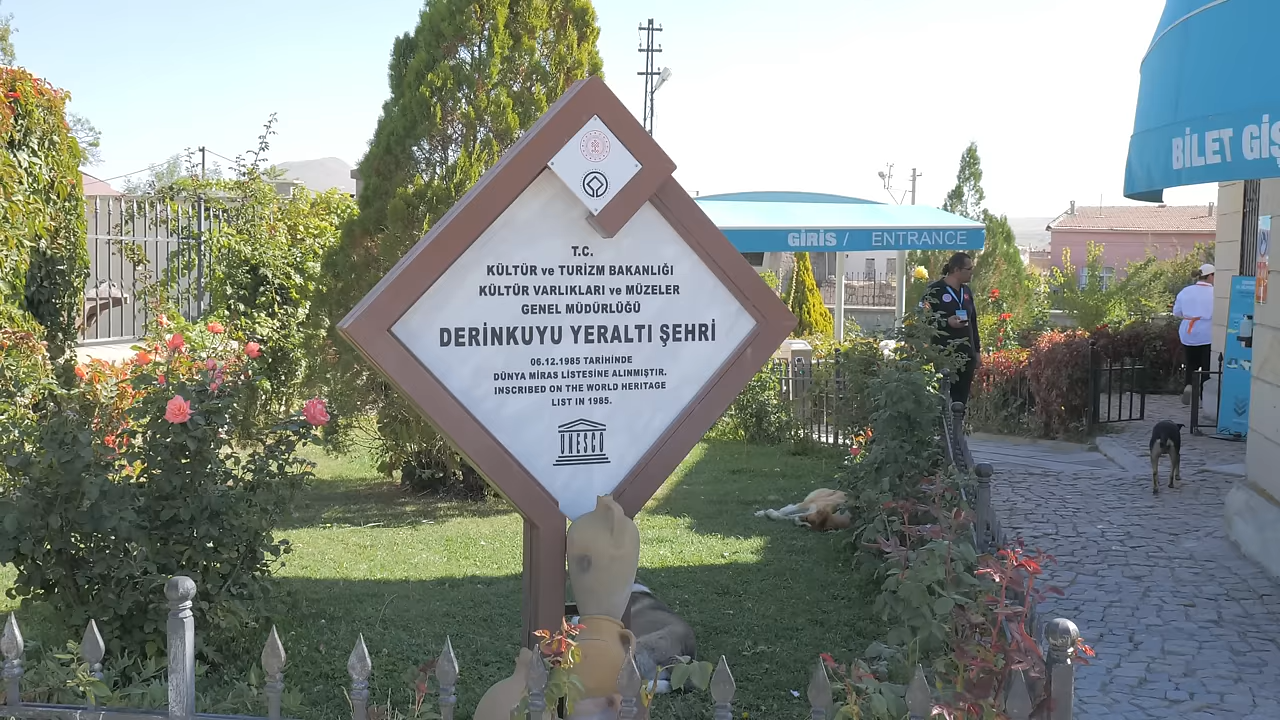 T.C.
KÜLTÜR ve TURİZM BAKANLIĞI
KÜLTÜR VARLIKLARI ve MÜZELER
GENEL MÜDÜRLÜĞÜ
DERİNKUYU YERALTI ŞEHRİ
06.12.1985 TARİHİNDE
DÜNYA MİRAS LİSTESİNE ALINMIŞTIR.
INSCRIBED ON THE WORLD HERITAGE
LIST IN 1985.
UNESCO
GİRİS / ENTRANCE
BİLET GİŞ